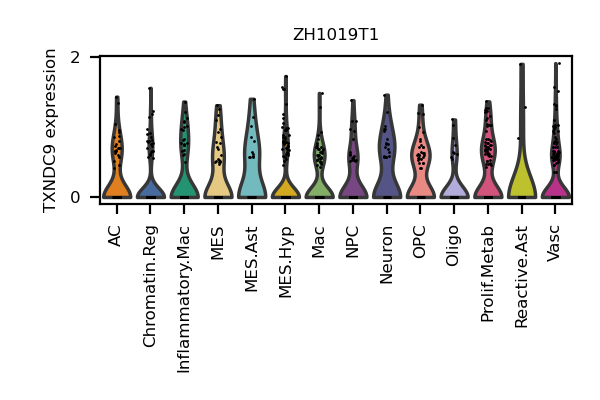 ZH1019T1
TXNDC9 expression
2
0
AC
Chromatin.Reg
Inflammatory.Mac
MES
MES.Ast
MES.Hyp
Mac
NPC
Neuron
OPC
Oligo
Prolif.Metab
Reactive.Ast
Vasc